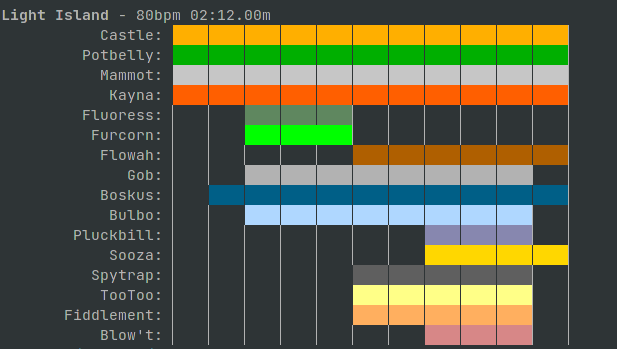 Light Island - 80bpm 02:12.00m
Castle:
Potbelly:
Mammot:
Kayna:
Fluoress:
Furcorn:
Flowah:
Gob:
Boskus:
Bulbo:
Pluckbill:
Sooza:
Spytrap:
TooToo:
Fiddlement:
Blow't: